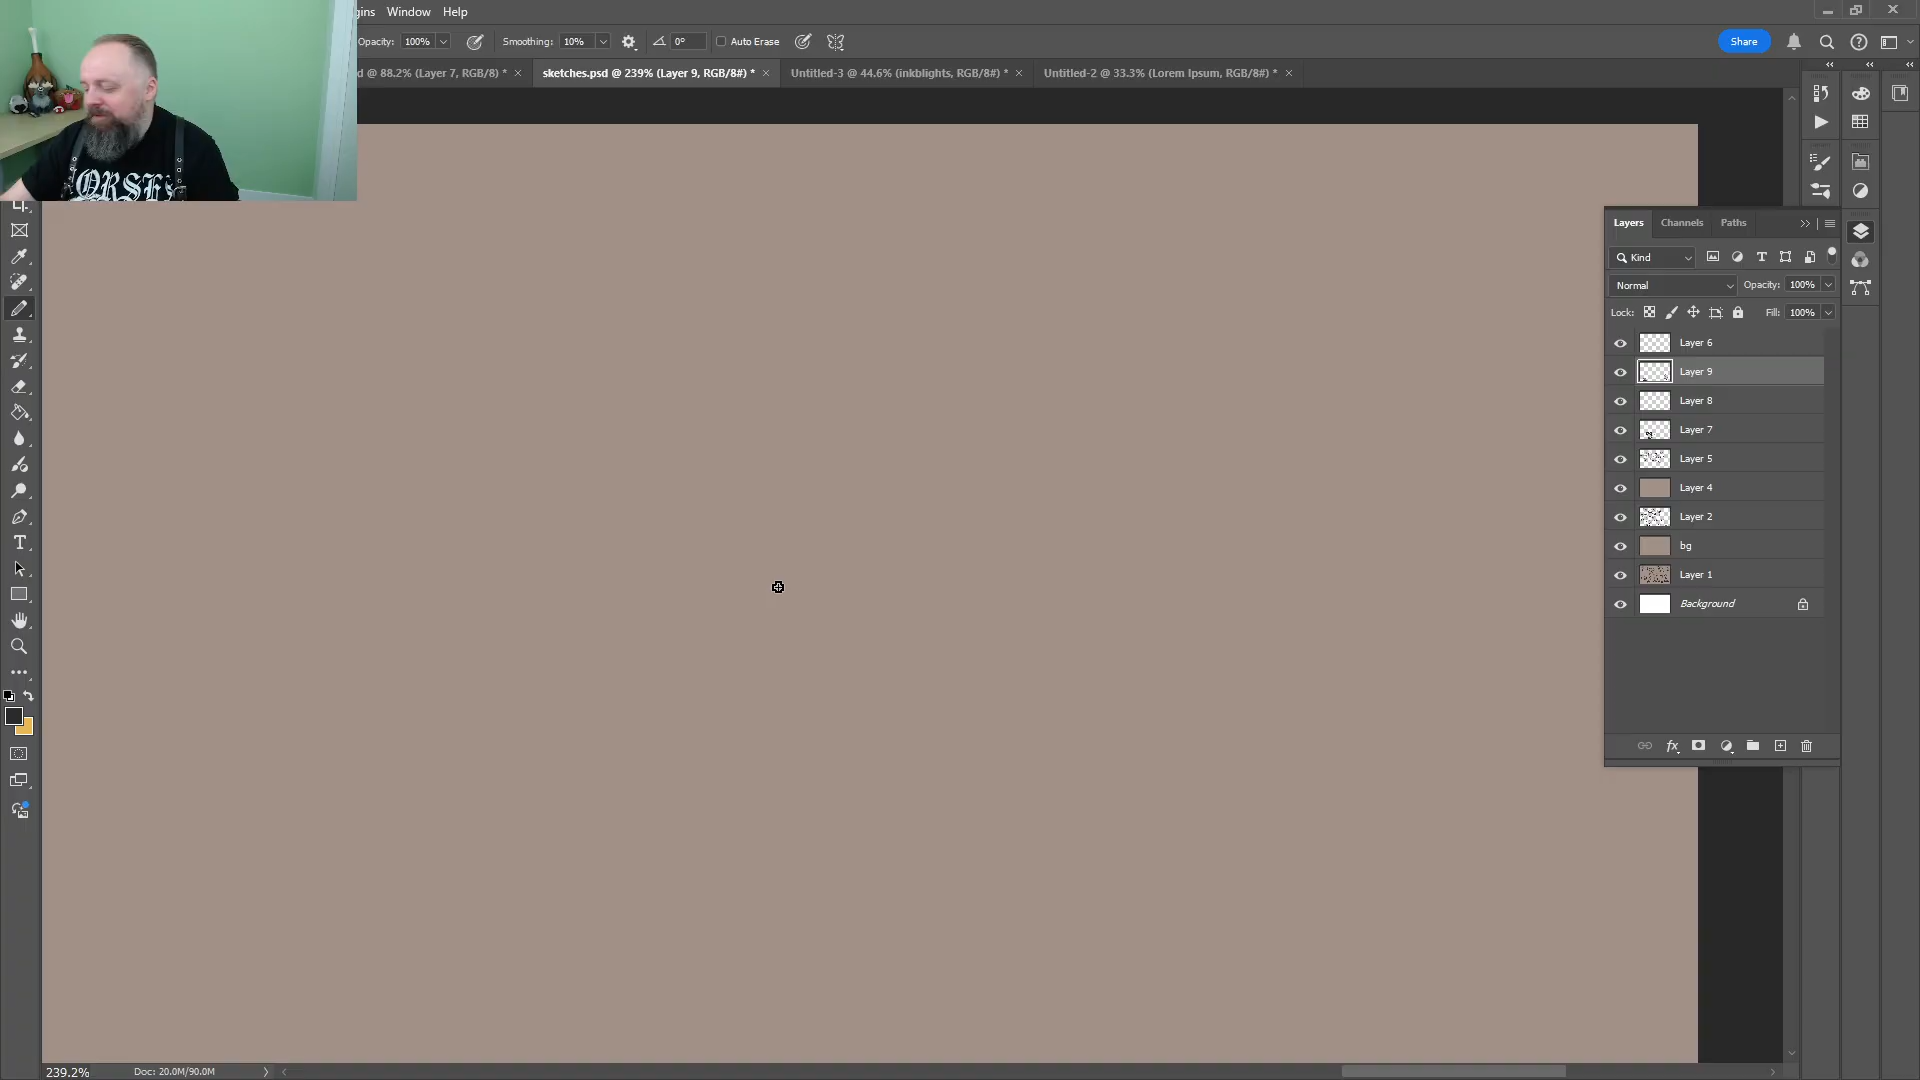 gins Window Help
Opacity: 100% Smoothing: 10% 0° Auto Erase Share
d @ 88.2% (Layer 7, RGB/8) * sketches.psd @ 239% (Layer 9, RGB/8#) * Untitled-3 @ 44.6% (inkblights, RGB/8#) * Untitled-2 @ 33.3% (Lorem Ipsum, RGB/8#) *
Layers Channels Paths
Kind
Normal Opacity: 100%
Lock: Fill: 100%
Layer 6
Layer 9
Layer 8
Layer 7
Layer 5
Layer 4
Layer 2
bg
Layer 1
Background
239.2% Doc: 20.0M/90.0M